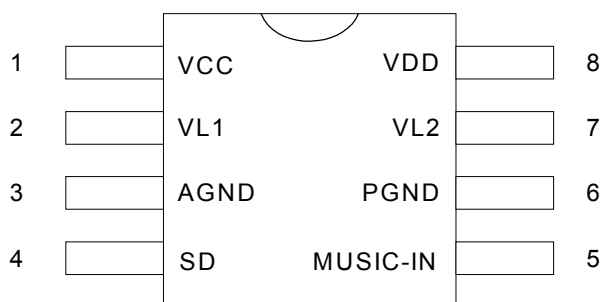 1 VCC VDD 8
2 VL1 VL2 7
3 AGND PGND 6
4 SD MUSIC-IN 5